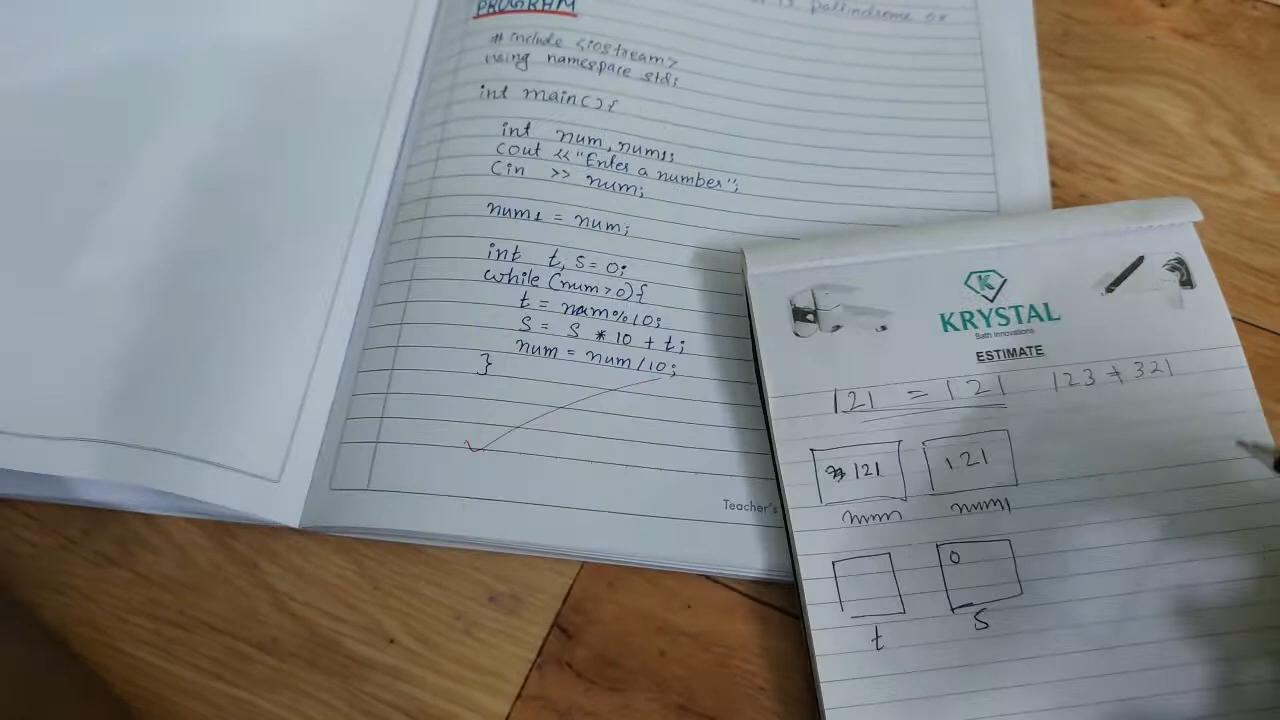 is pallindrome or
PROGRAM
# include <iostream>
using namespace std;
int main(){
int num, num1;
cout << "Enter a number";
Cin >> num;
num1 = num;
int t, s = 0;
while (num>0){
t = num%10;
s = s * 10 + t;
num = num/10;
}
Teacher's
KRYSTAL
Bath Innovations
ESTIMATE
121 = 121 123 ≠ 321
121 121
num num1
0
t s